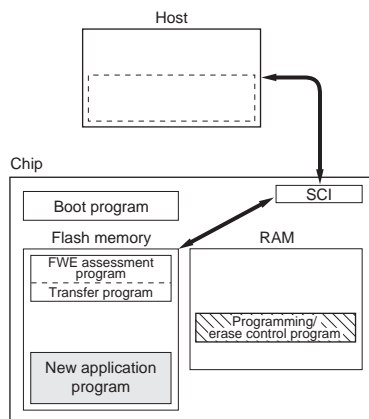 Host
Chip
SCI
Boot program
Flash memory
RAM
FWE assessment
program
Transfer program
Programming/
erase control program
New application
program